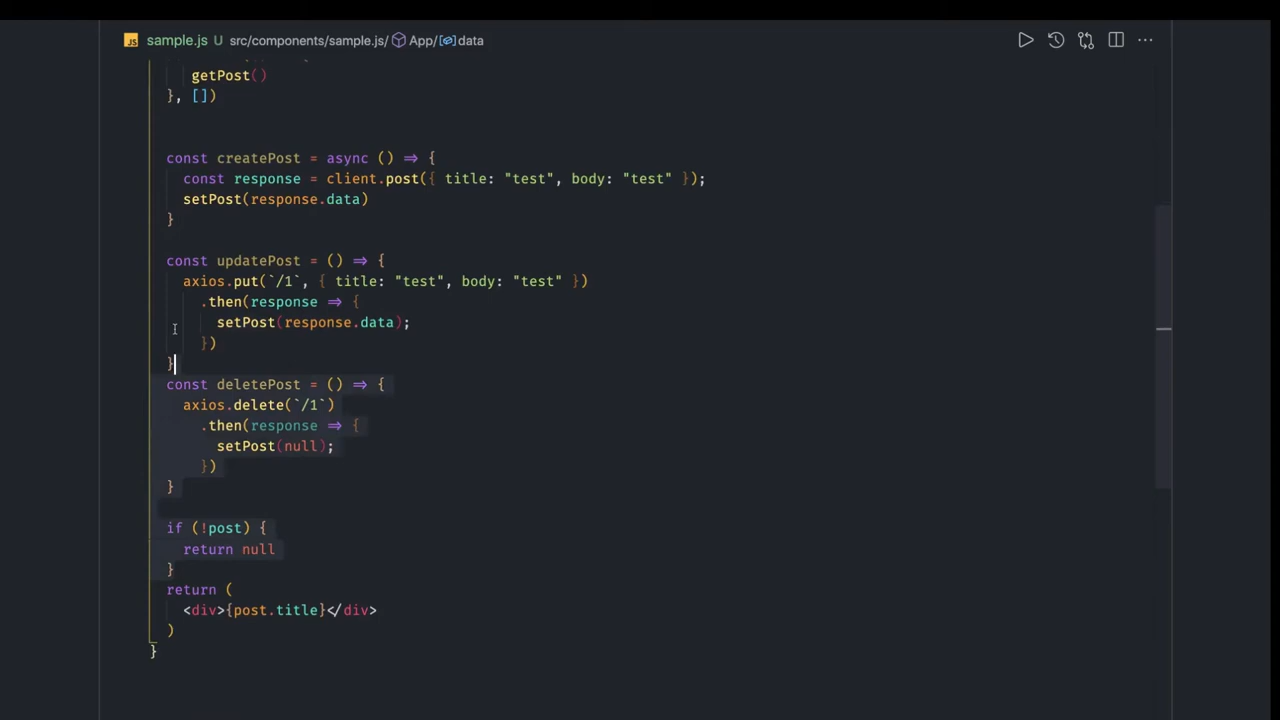 sample.js U src/components/sample.js/ App/ data
getPost()
}, [])
const createPost = async () => {
const response = client.post({ title: "test", body: "test" });
setPost(response.data)
}
const updatePost = () => {
axios.put(`/1`, { title: "test", body: "test" })
.then(response => {
setPost(response.data);
})
}
const deletePost = () => {
axios.delete(`/1`)
.then(response => {
setPost(null);
})
}
if (!post) {
return null
}
return (
<div>{post.title}</div>
)
}